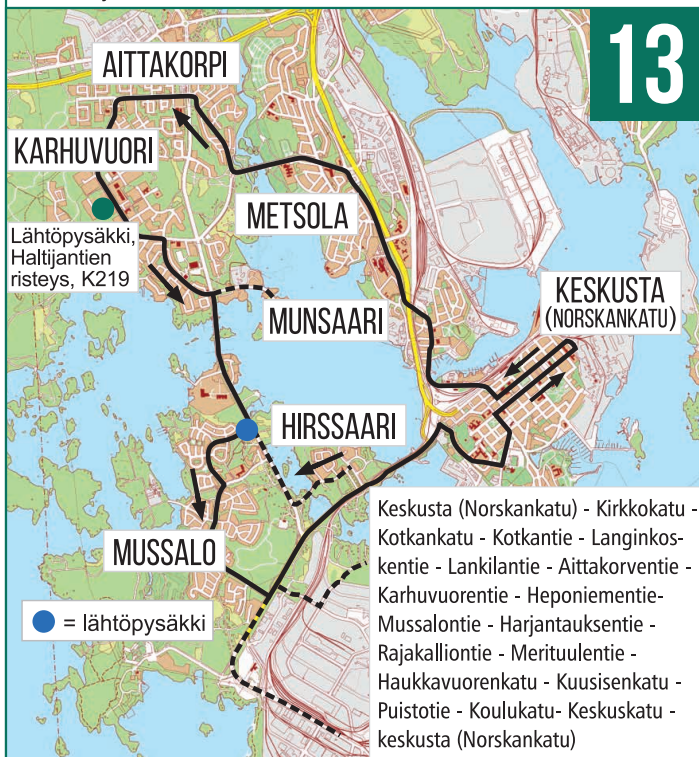 13
AITTAKORPI
KARHUVUORI
METSOLA
Lähtöpysäkki,
Haltijantien
risteys, K219
KESKUSTA
(NORSKANKATU)
MUNSAARI
HIRSSAARI
MUSSALO
= lähtöpysäkki
Keskusta (Norskankatu) - Kirkkokatu -
Kotkankatu - Kotkantie - Langinkos-
kentie - Lankilantie - Aittakorventie -
Karhuvuorentie - Heponiementie-
Mussalontie - Harjantauksentie -
Rajakalliontie - Merituulentie -
Haukkavuorenkatu - Kuusisenkatu -
Puistotie - Koulukatu- Keskuskatu -
keskusta (Norskankatu)